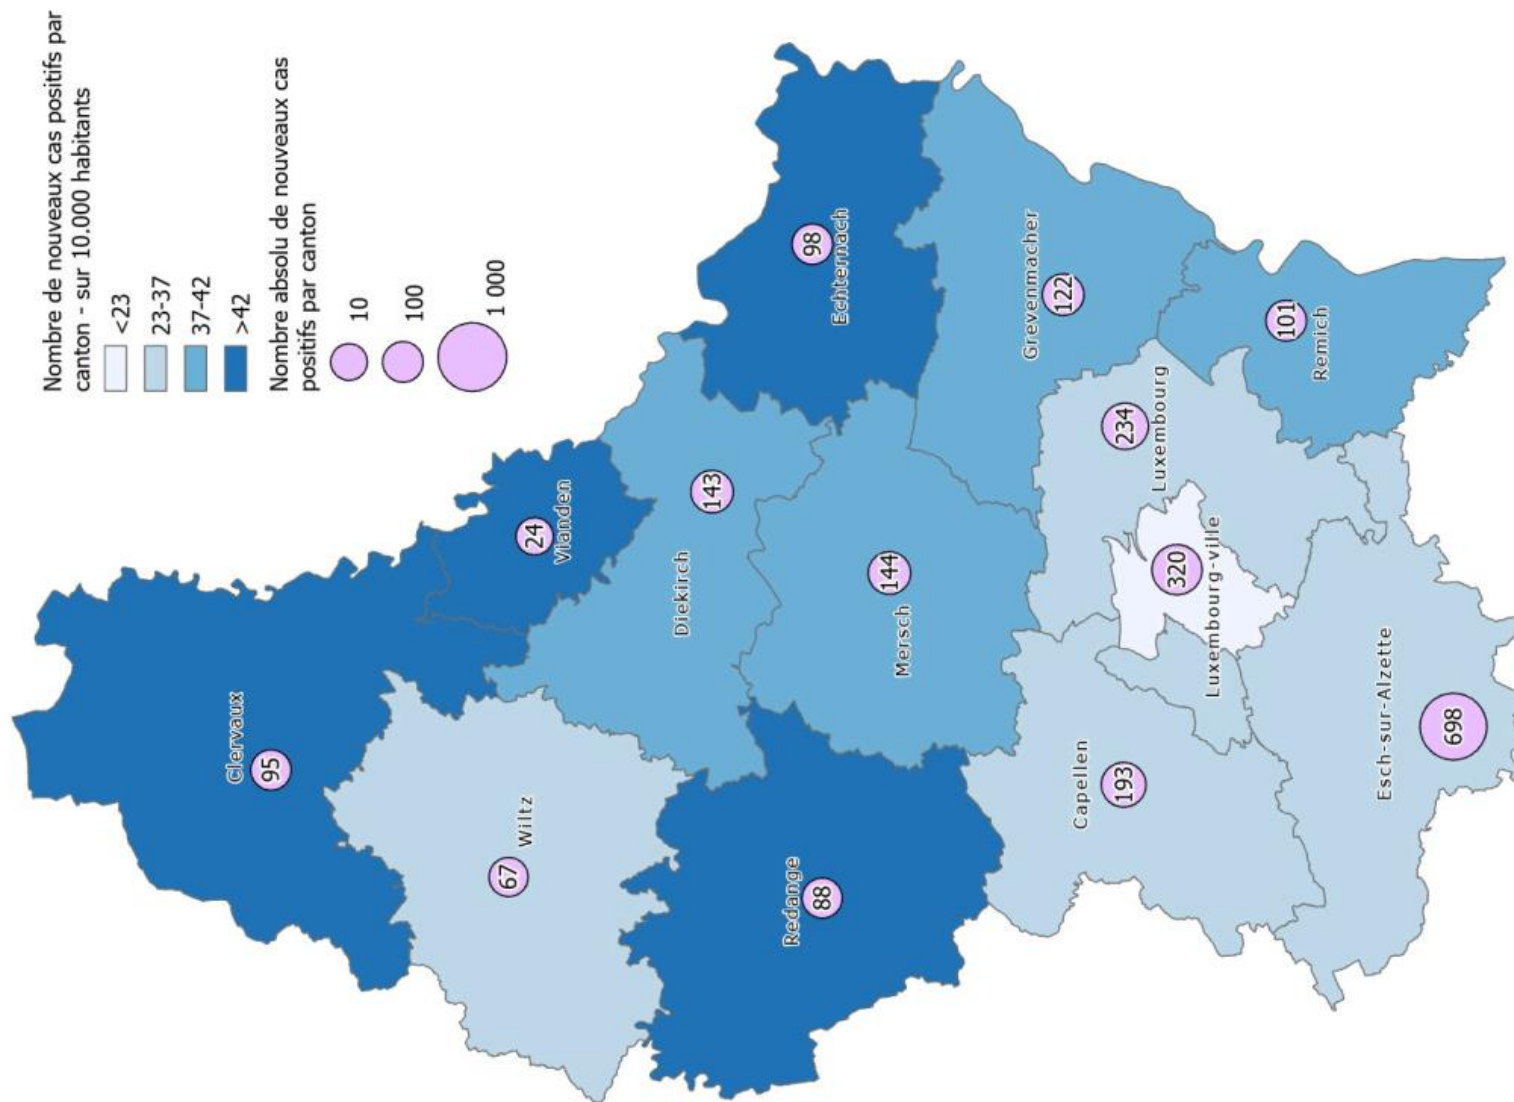 Nombre de nouveaux cas positifs par
canton - sur 10.000 habitants
<23
23-37
37-42
>42
Nombre absolu de nouveaux cas
positifs par canton
10
100
1 000
Clervaux
95
24
Vianden
67
Wiltz
Diekirch
143
98
Echternach
Redange
88
Mersch
144
Grevenmacher
122
Capellen
193
234
Luxembourg
320
Luxembourg-ville
101
Remich
Esch-sur-Alzette
698